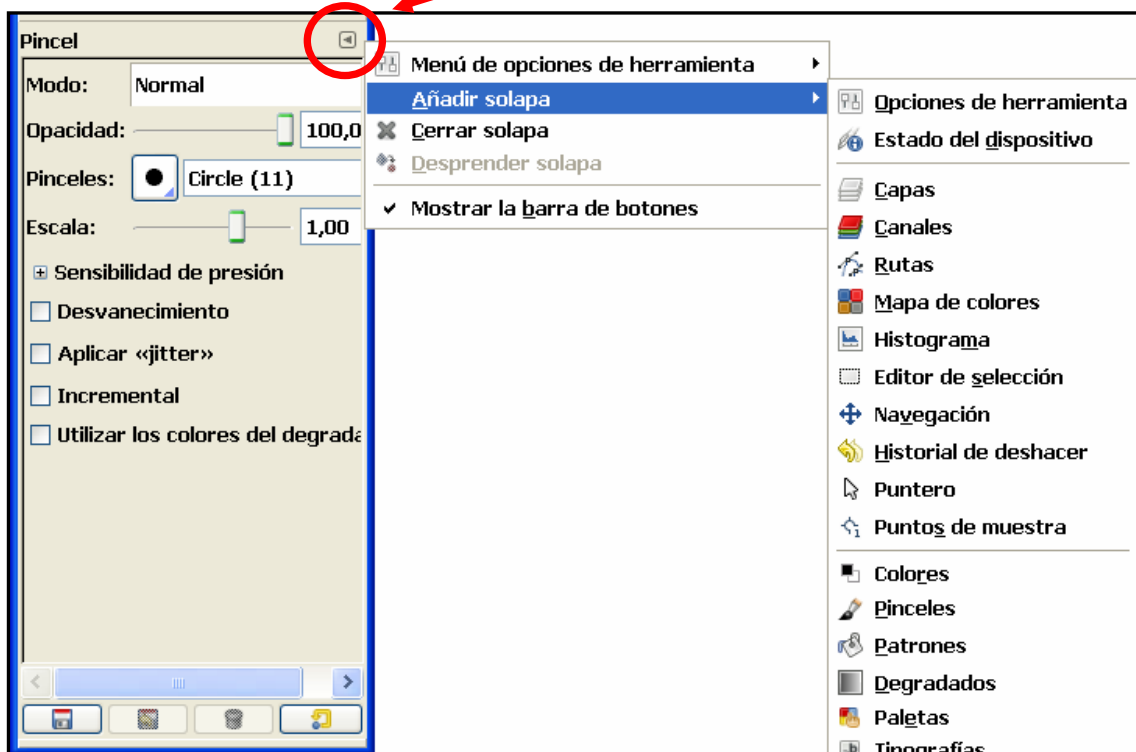 Pincel
Modo: Normal
Opacidad: 100,0
Pinceles: Circle (11)
Escala: 1,00
Sensibilidad de presión
Desvanecimiento
Aplicar «jitter»
Incremental
Utilizar los colores del degrada
Menú de opciones de herramienta
Añadir solapa
Cerrar solapa
Desprender solapa
Mostrar la barra de botones
Opciones de herramienta
Estado del dispositivo
Capas
Canales
Rutas
Mapa de colores
Histograma
Editor de selección
Navegación
Historial de deshacer
Puntero
Puntos de muestra
Colores
Pinceles
Patrones
Degradados
Paletas
Tipografías